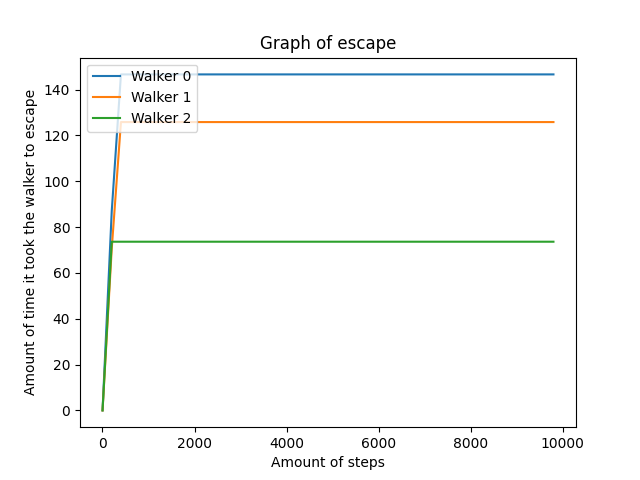 Graph of escape
Walker 0
Walker 1
Walker 2
Amount of time it took the walker to escape
140
120
100
80
60
40
20
0
0 2000 4000 6000 8000 10000
Amount of steps